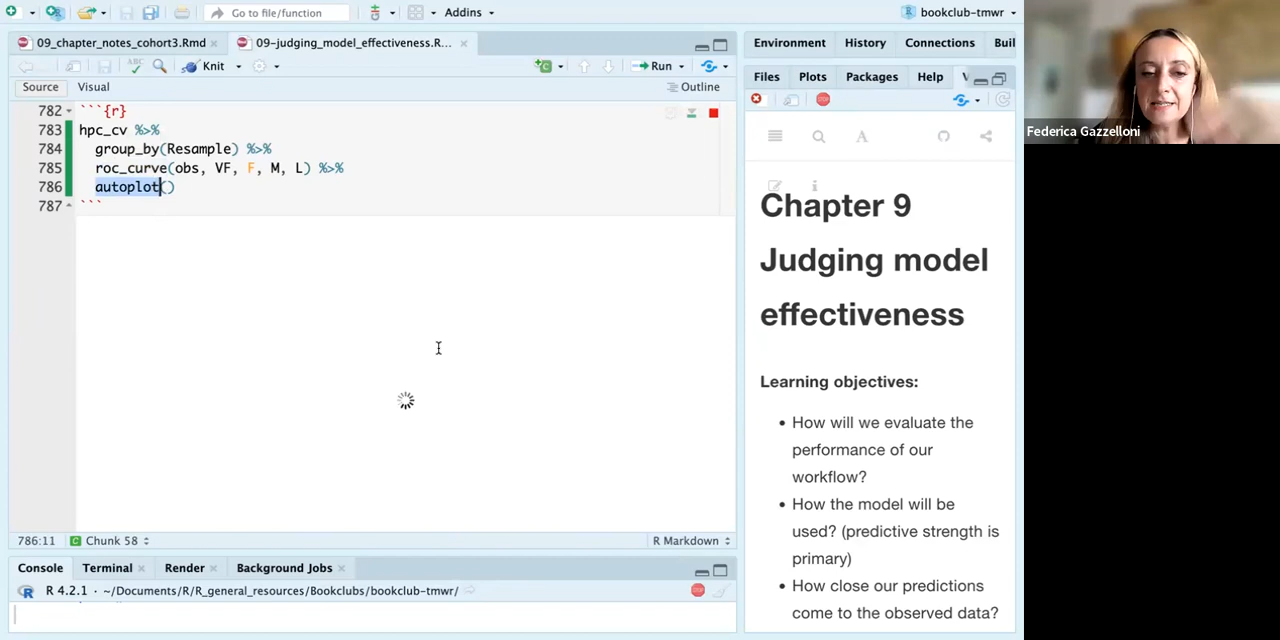 Go to file/function
Addins
bookclub-tmwr
09_chapter_notes_cohort3.Rmd
09-judging_model_effectiveness.R...
Knit
Run
Source
Visual
Outline
782 ```{r}
783 hpc_cv %>%
784 group_by(Resample) %>%
785 roc_curve(obs, VF, F, M, L) %>%
786 autoplot()
787 ```
786:11
Chunk 58
R Markdown
Console
Terminal
Render
Background Jobs
R 4.2.1 · ~/Documents/R/R_general_resources/Bookclubs/bookclub-tmwr/
Environment
History
Connections
Buil
Files
Plots
Packages
Help
V
Chapter 9
Judging model
effectiveness
Learning objectives:
• How will we evaluate the
performance of our
workflow?
• How the model will be
used? (predictive strength is
primary)
• How close our predictions
come to the observed data?
Federica Gazzelloni